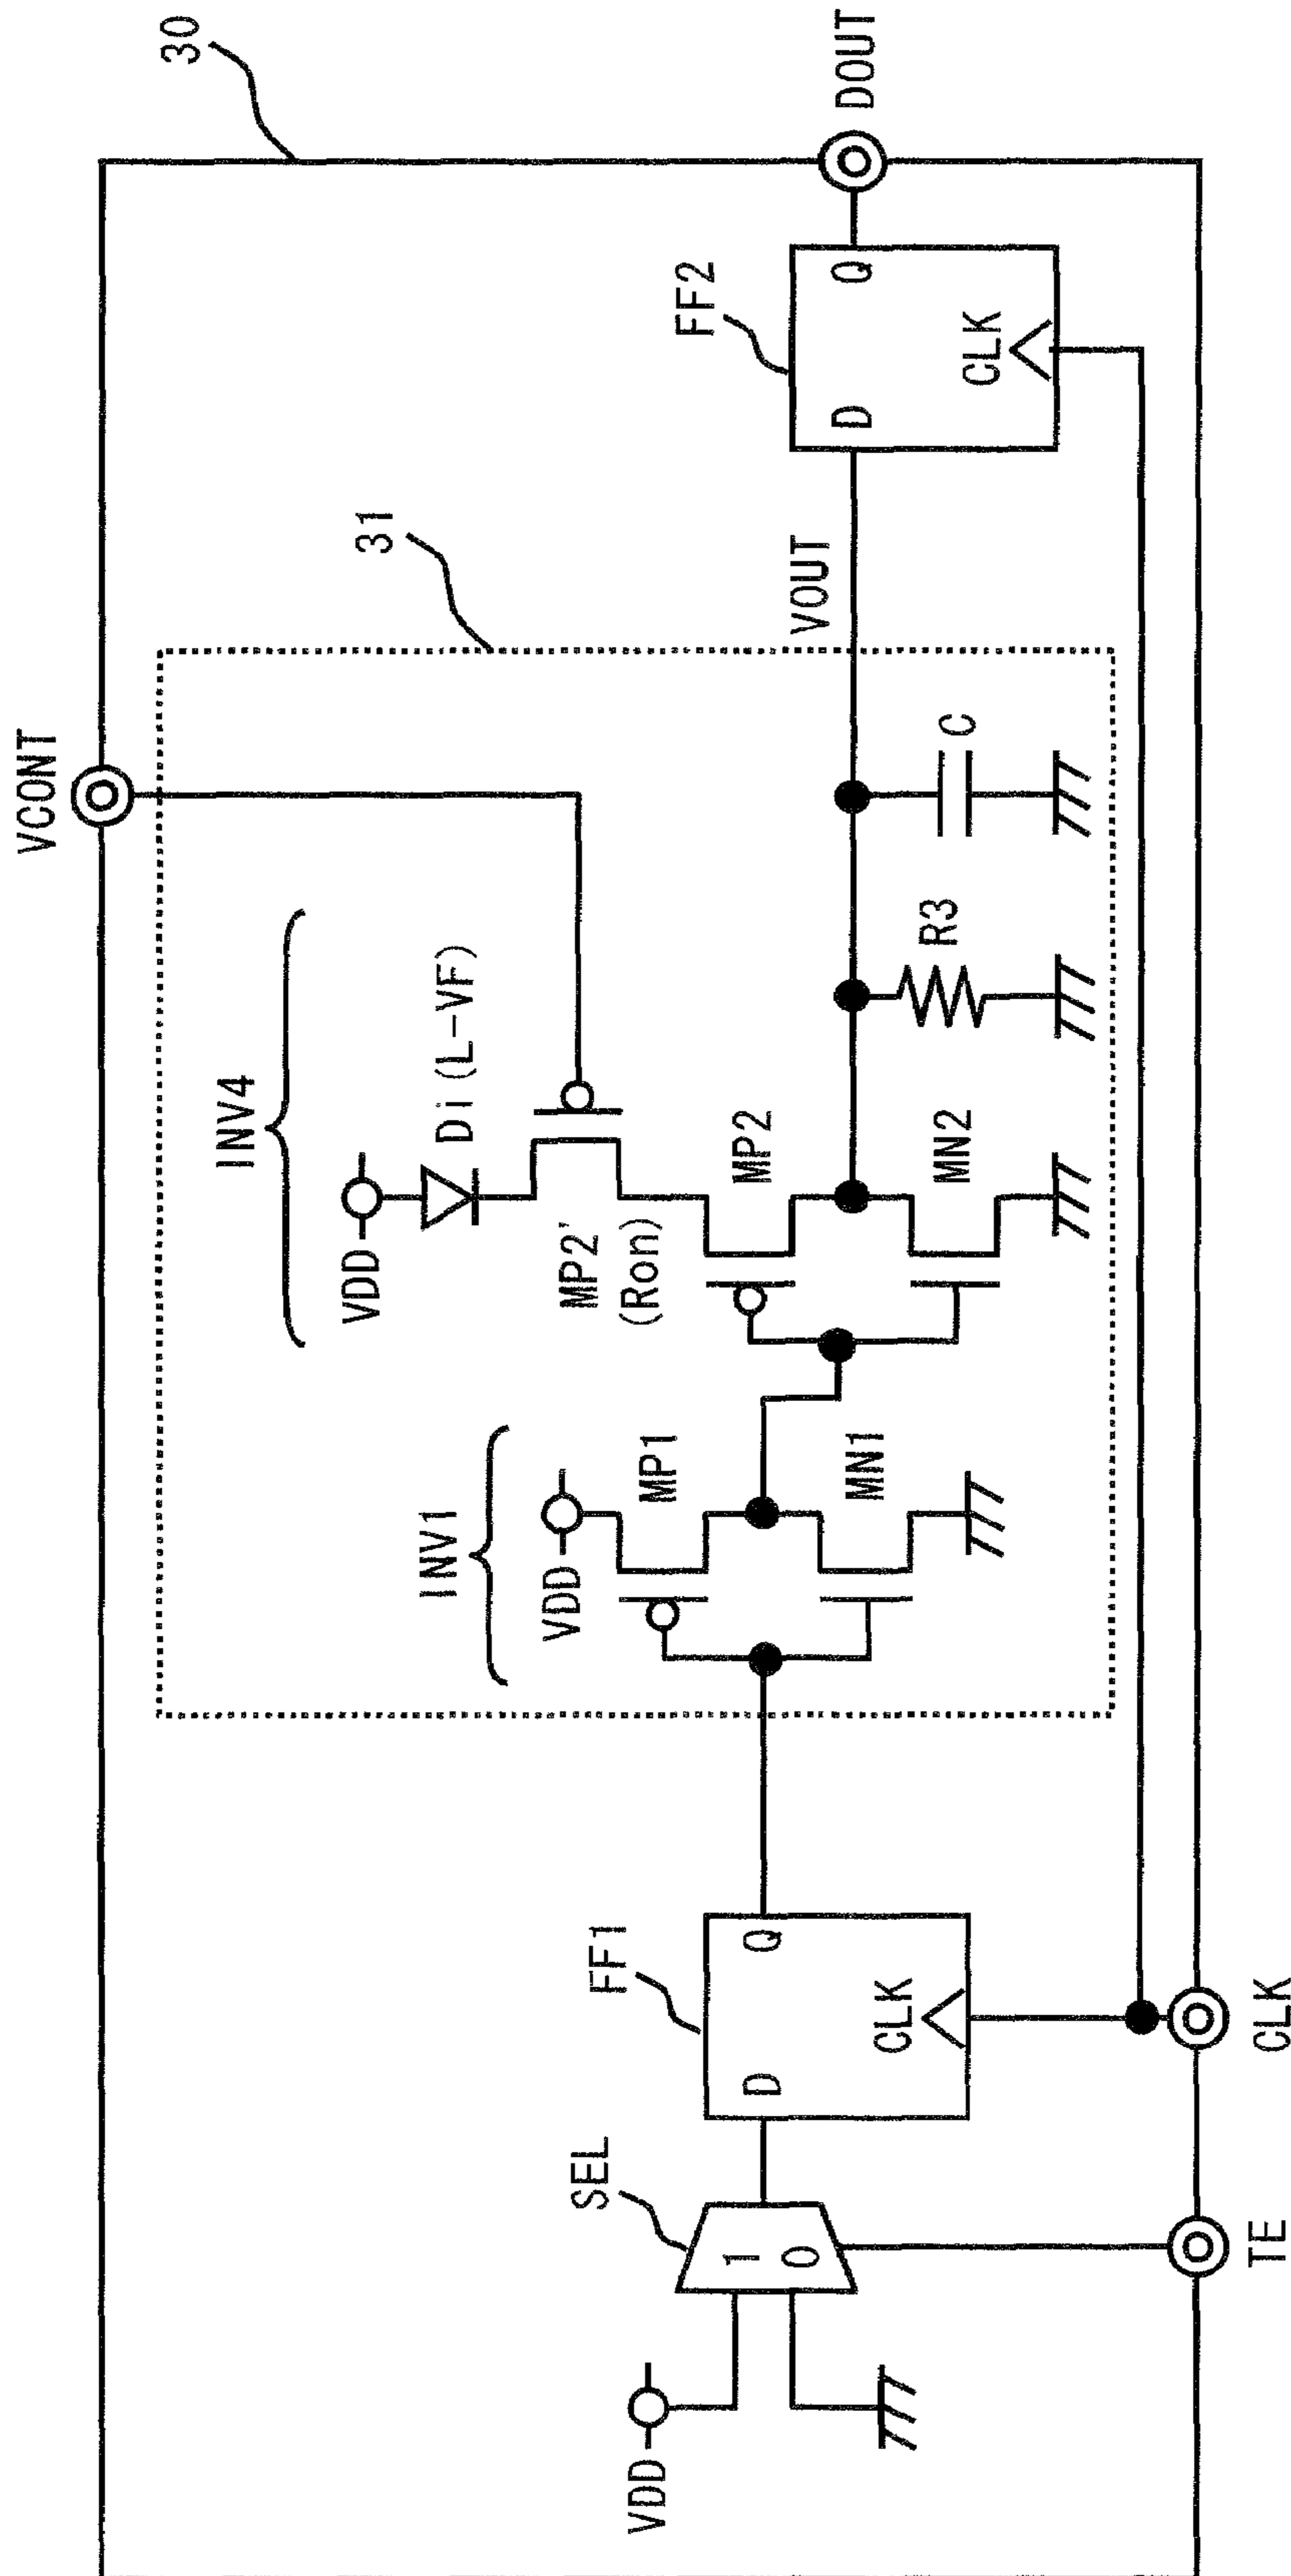 30
VCONT
31
INV4
VDD
Di (L-VF)
MP2'
(Ron)
MP2
MN2
R3
C
VOUT
INV1
VDD
MP1
MN1
FF2
D
Q
CLK
DOUT
FF1
D
Q
CLK
SEL
1
0
VDD
TE
CLK